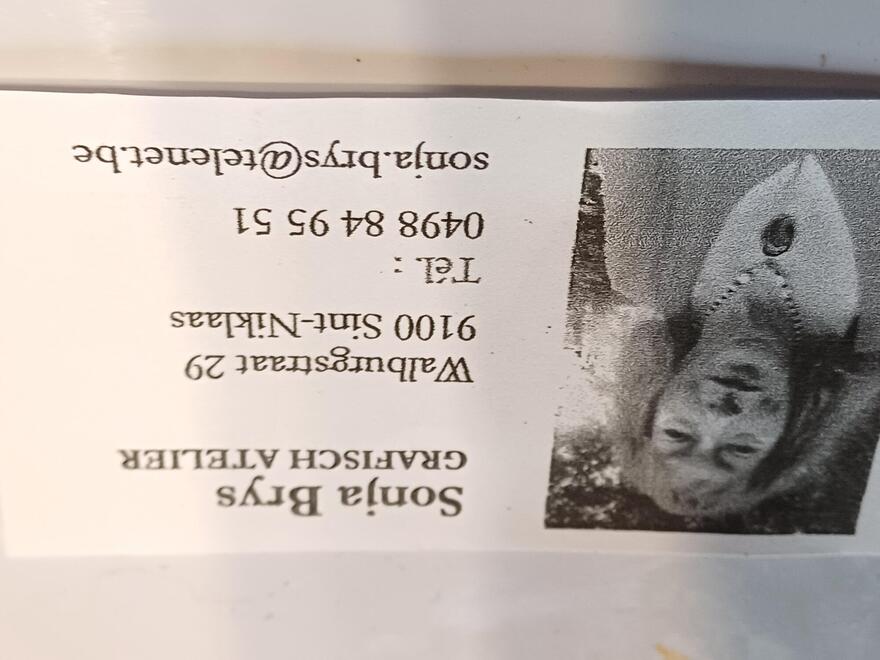 Sonja Brys
GRAFISCH ATELIER
Walburgstraat 29
9100 Sint-Niklaas
Tél. :
0498 84 95 51
sonja.brys@telenet.be